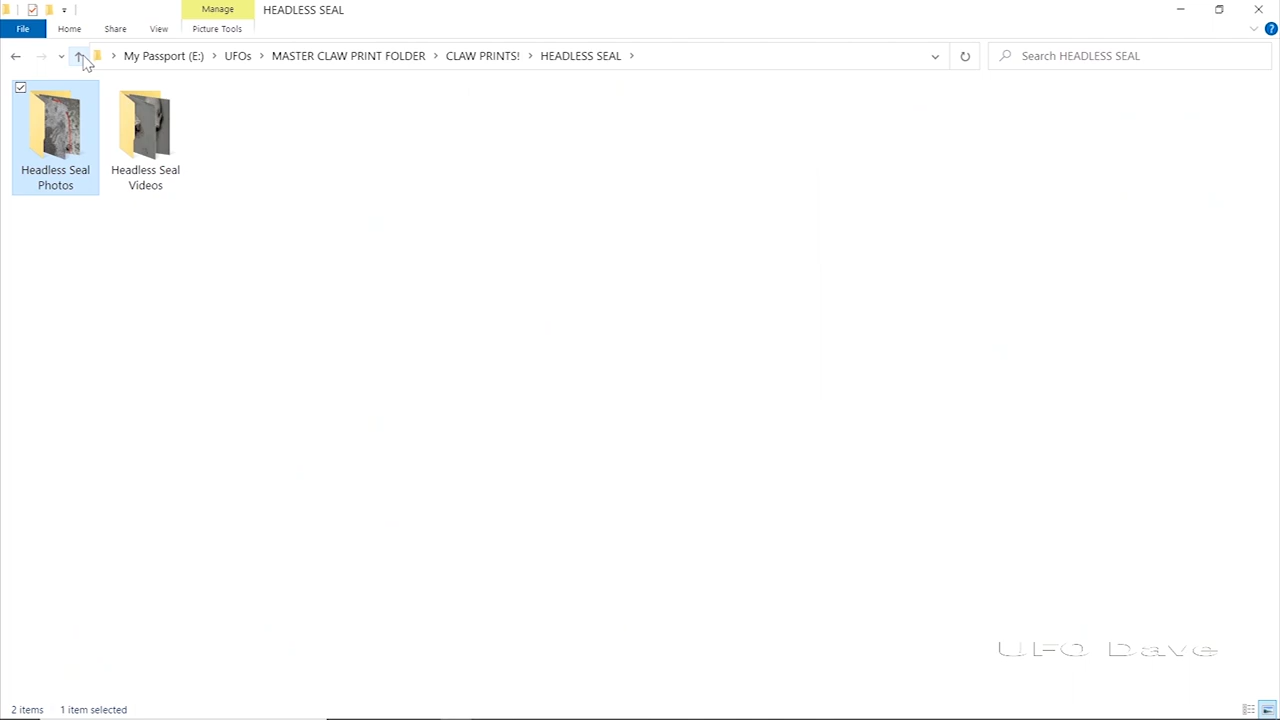 Manage
HEADLESS SEAL
File
Home
Share
View
Picture Tools
My Passport (E:)
UFOs
MASTER CLAW PRINT FOLDER
CLAW PRINTS!
HEADLESS SEAL
Search HEADLESS SEAL
Headless Seal
Photos
Headless Seal
Videos
UFO Dave
2 items
1 item selected